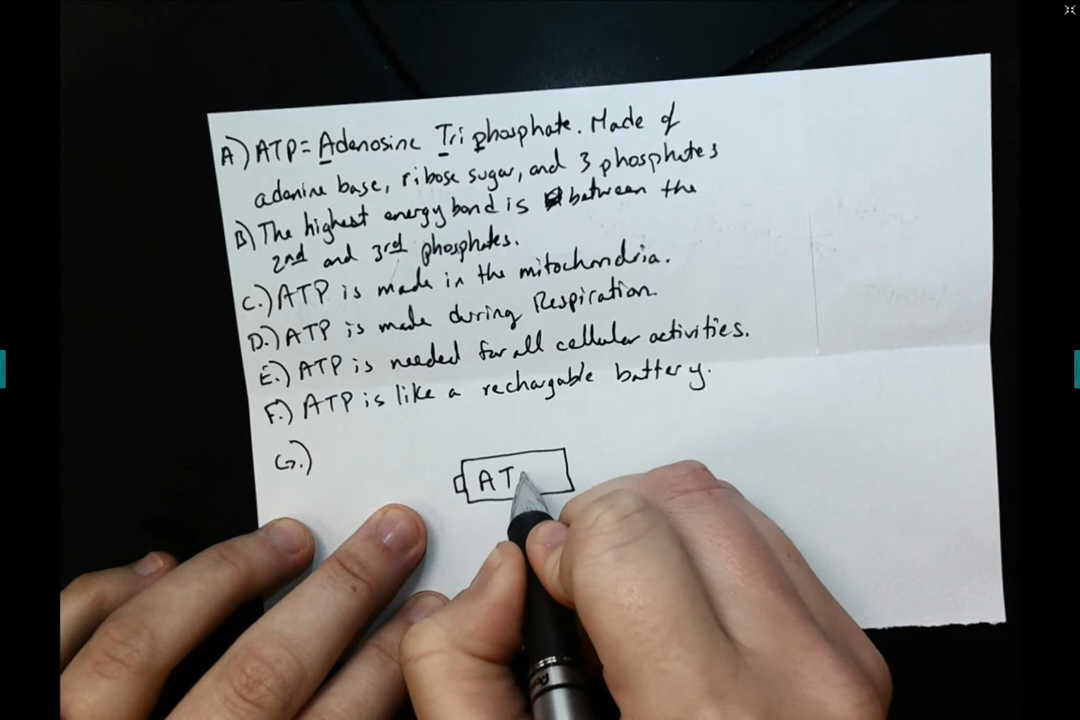 A) ATP = Adenosine Triphosphate. Made of
adenine base, ribose sugar, and 3 phosphates
B) The highest energy bond is between the
2nd and 3rd phosphates.
C.) ATP is made in the mitochondria.
D.) ATP is made during Respiration.
E.) ATP is needed for all cellular activities.
F.) ATP is like a rechargable battery.
G.)
AT